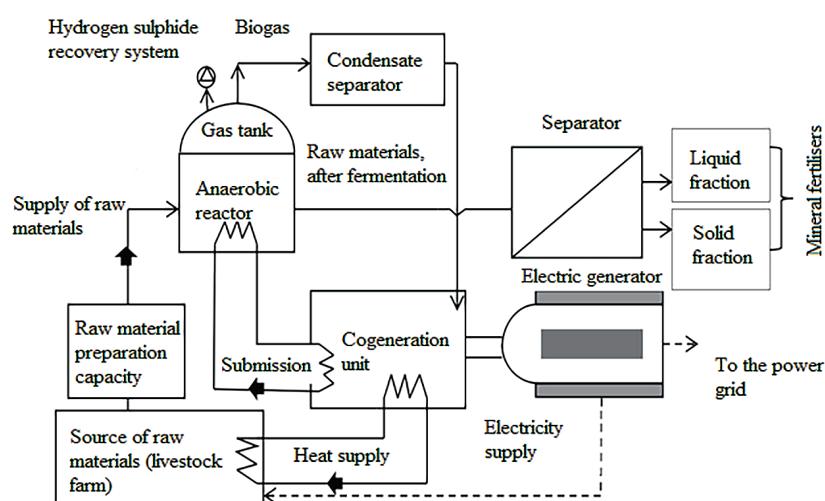 Hydrogen sulphide
recovery system
Biogas
Condensate
separator
Gas tank
Separator
Raw materials,
after fermentation
Liquid
fraction
Anaerobic
reactor
Supply of raw
materials
Solid
fraction
Mineral fertilisers
Electric generator
Raw material
preparation
capacity
Cogeneration
unit
Submission
To the power
grid
Source of raw
materials (livestock
farm)
Heat supply
Electricity
supply